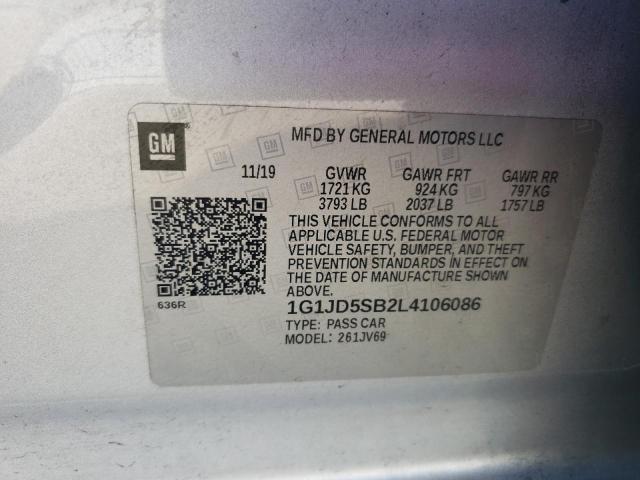 GM
MFD BY GENERAL MOTORS LLC
11/19 GVWR GAWR FRT GAWR RR
1721 KG 924 KG 797 KG
3793 LB 2037 LB 1757 LB
THIS VEHICLE CONFORMS TO ALL
APPLICABLE U.S. FEDERAL MOTOR
VEHICLE SAFETY, BUMPER, AND THEFT
PREVENTION STANDARDS IN EFFECT ON
THE DATE OF MANUFACTURE SHOWN
ABOVE.
636R
1G1JD5SB2L4106086
TYPE: PASS CAR
MODEL: 261JV69